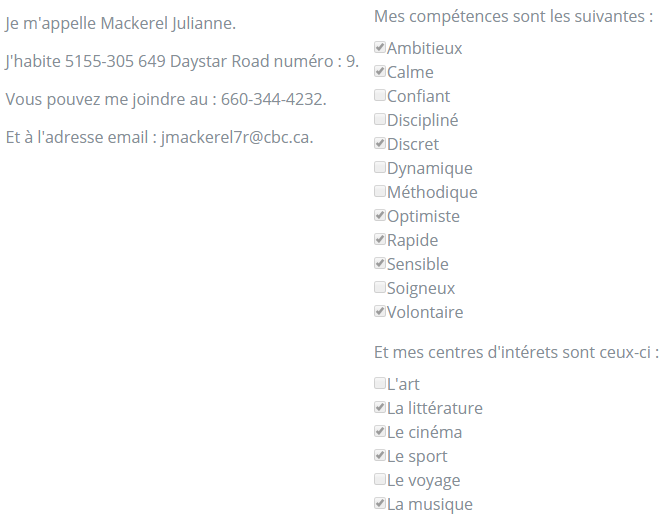 Je m'appelle Mackerel Julianne.
J'habite 5155-305 649 Daystar Road numéro : 9.
Vous pouvez me joindre au : 660-344-4232.
Et à l'adresse email : jmackerel7r@cbc.ca.
Mes compétences sont les suivantes :
Ambitieux
Calme
Confiant
Discipliné
Discret
Dynamique
Méthodique
Optimiste
Rapide
Sensible
Soigneux
Volontaire
Et mes centres d'intérets sont ceux-ci :
L'art
La littérature
Le cinéma
Le sport
Le voyage
La musique